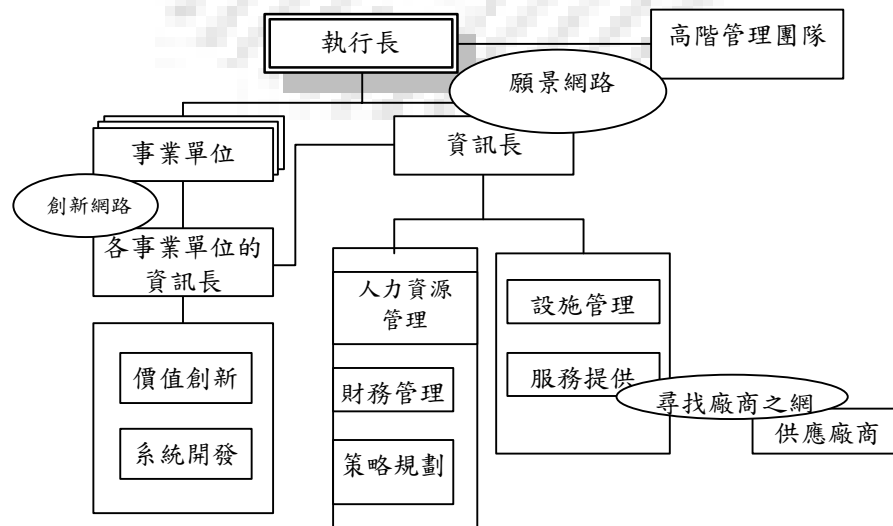 執行長
高階管理團隊
願景網路
事業單位
資訊長
創新網路
各事業單位的
資訊長
人力資源
管理
設施管理
價值創新
財務管理
服務提供
尋找廠商之網
供應廠商
系統開發
策略規劃